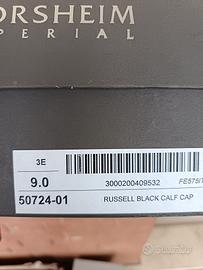 ORSHEIM
PERIAL
3E
9.0
3000200409532
FE575(T
50724-01
RUSSELL BLACK CALF CAP